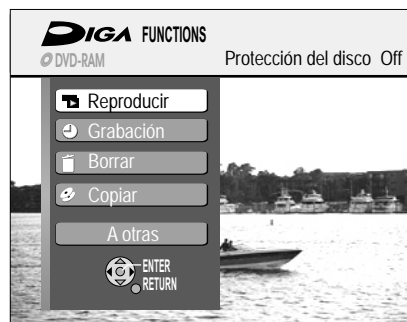 DIGA FUNCTIONS
DVD-RAM
Protección del disco Off
Reproducir
Grabación
Borrar
Copiar
A otras
ENTER
RETURN